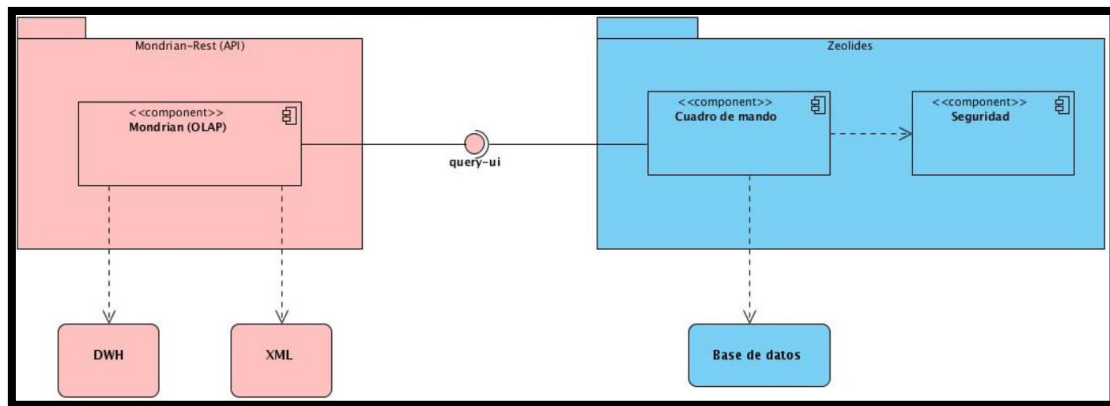 Mondrian-Rest (API)
<<component>>
Mondrian (OLAP)
query-ui
Zeolides
<<component>>
Cuadro de mando
<<component>>
Seguridad
DWH
XML
Base de datos